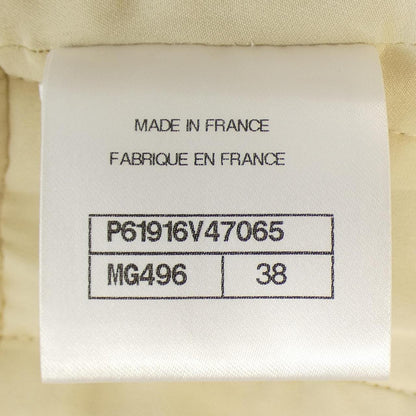 MADE IN FRANCE
FABRIQUE EN FRANCE
P61916V47065
MG496 38